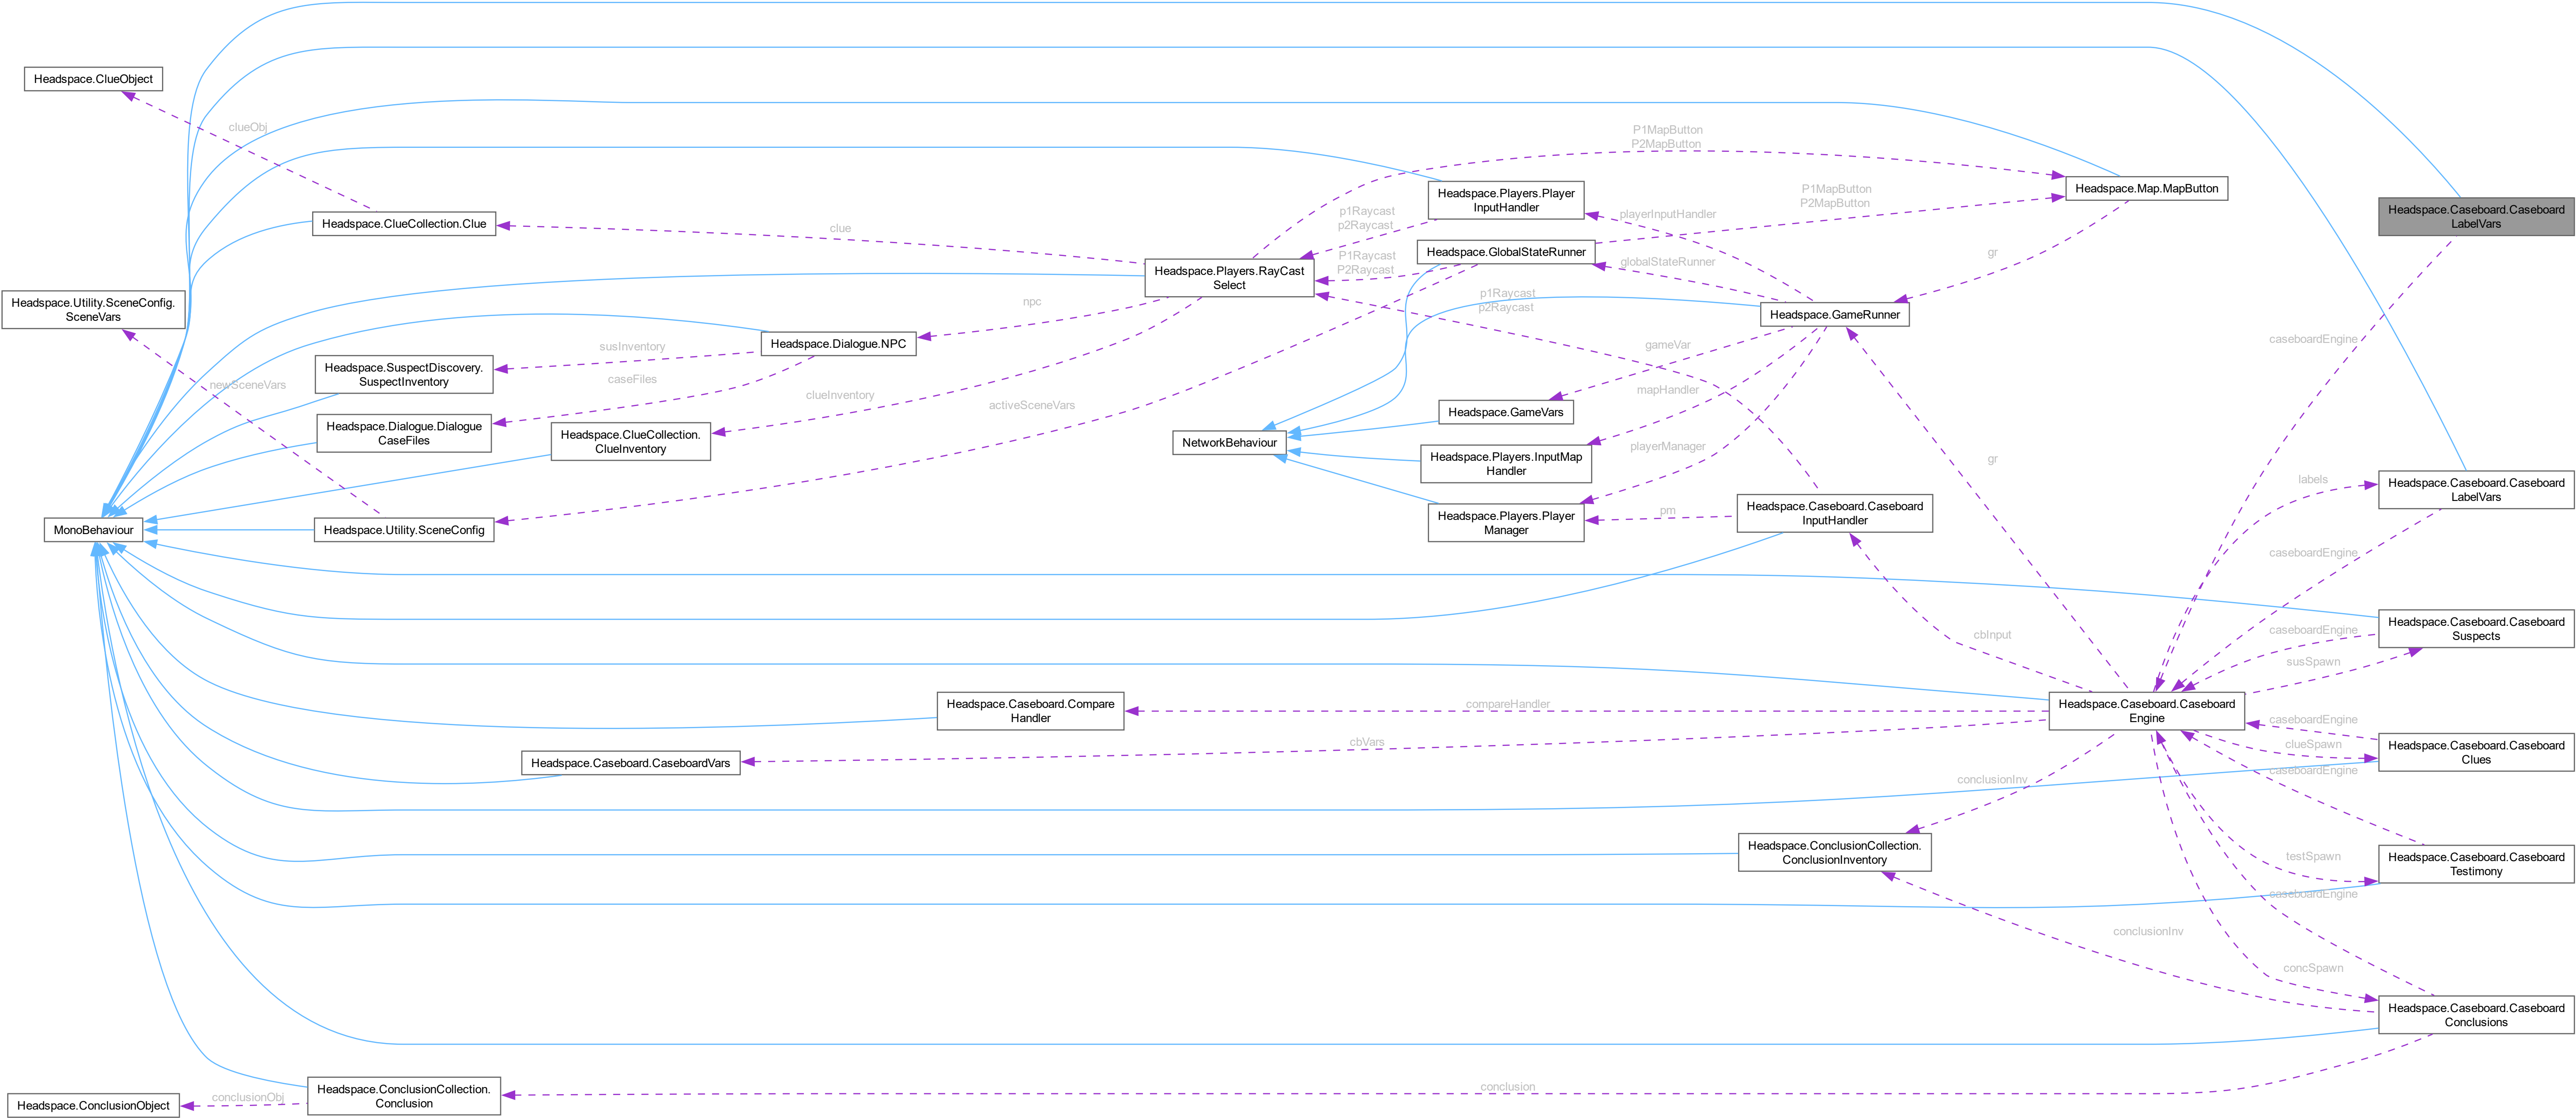 Headspace.ClueObject
clueObj
P1MapButton
P2MapButton
Headspace.Players.Player
InputHandler
Headspace.Map.MapButton
P1MapButton
P2MapButton
Headspace.Caseboard.Caseboard
LabelVars
Headspace.ClueCollection.Clue
clue
p1Raycast
p2Raycast
playerInputHandler
Headspace.GlobalStateRunner
gr
Headspace.Players.RayCast
Select
P1Raycast
P2Raycast
globalStateRunner
Headspace.Utility.SceneConfig.
SceneVars
npc
p1Raycast
p2Raycast
Headspace.GameRunner
Headspace.Dialogue.NPC
caseboardEngine
susInventory
gameVar
Headspace.SuspectDiscovery.
SuspectInventory
newSceneVars
caseFiles
clueInventory
activeSceneVars
mapHandler
Headspace.GameVars
Headspace.Dialogue.Dialogue
CaseFiles
Headspace.ClueCollection.
ClueInventory
NetworkBehaviour
playerManager
Headspace.Players.InputMap
Handler
gr
labels
Headspace.Caseboard.Caseboard
LabelVars
MonoBehaviour
Headspace.Utility.SceneConfig
Headspace.Players.Player
Manager
pm
Headspace.Caseboard.Caseboard
InputHandler
caseboardEngine
cbInput
caseboardEngine
Headspace.Caseboard.Caseboard
Suspects
susSpawn
Headspace.Caseboard.Compare
Handler
compareHandler
Headspace.Caseboard.Caseboard
Engine
caseboardEngine
Headspace.Caseboard.CaseboardVars
cbVars
clueSpawn
Headspace.Caseboard.Caseboard
Clues
conclusionInv
caseboardEngine
Headspace.ConclusionCollection.
ConclusionInventory
testSpawn
Headspace.Caseboard.Caseboard
Testimony
caseboardEngine
conclusionInv
concSpawn
Headspace.Caseboard.Caseboard
Conclusions
Headspace.ConclusionObject
conclusionObj
Headspace.ConclusionCollection.
Conclusion
conclusion